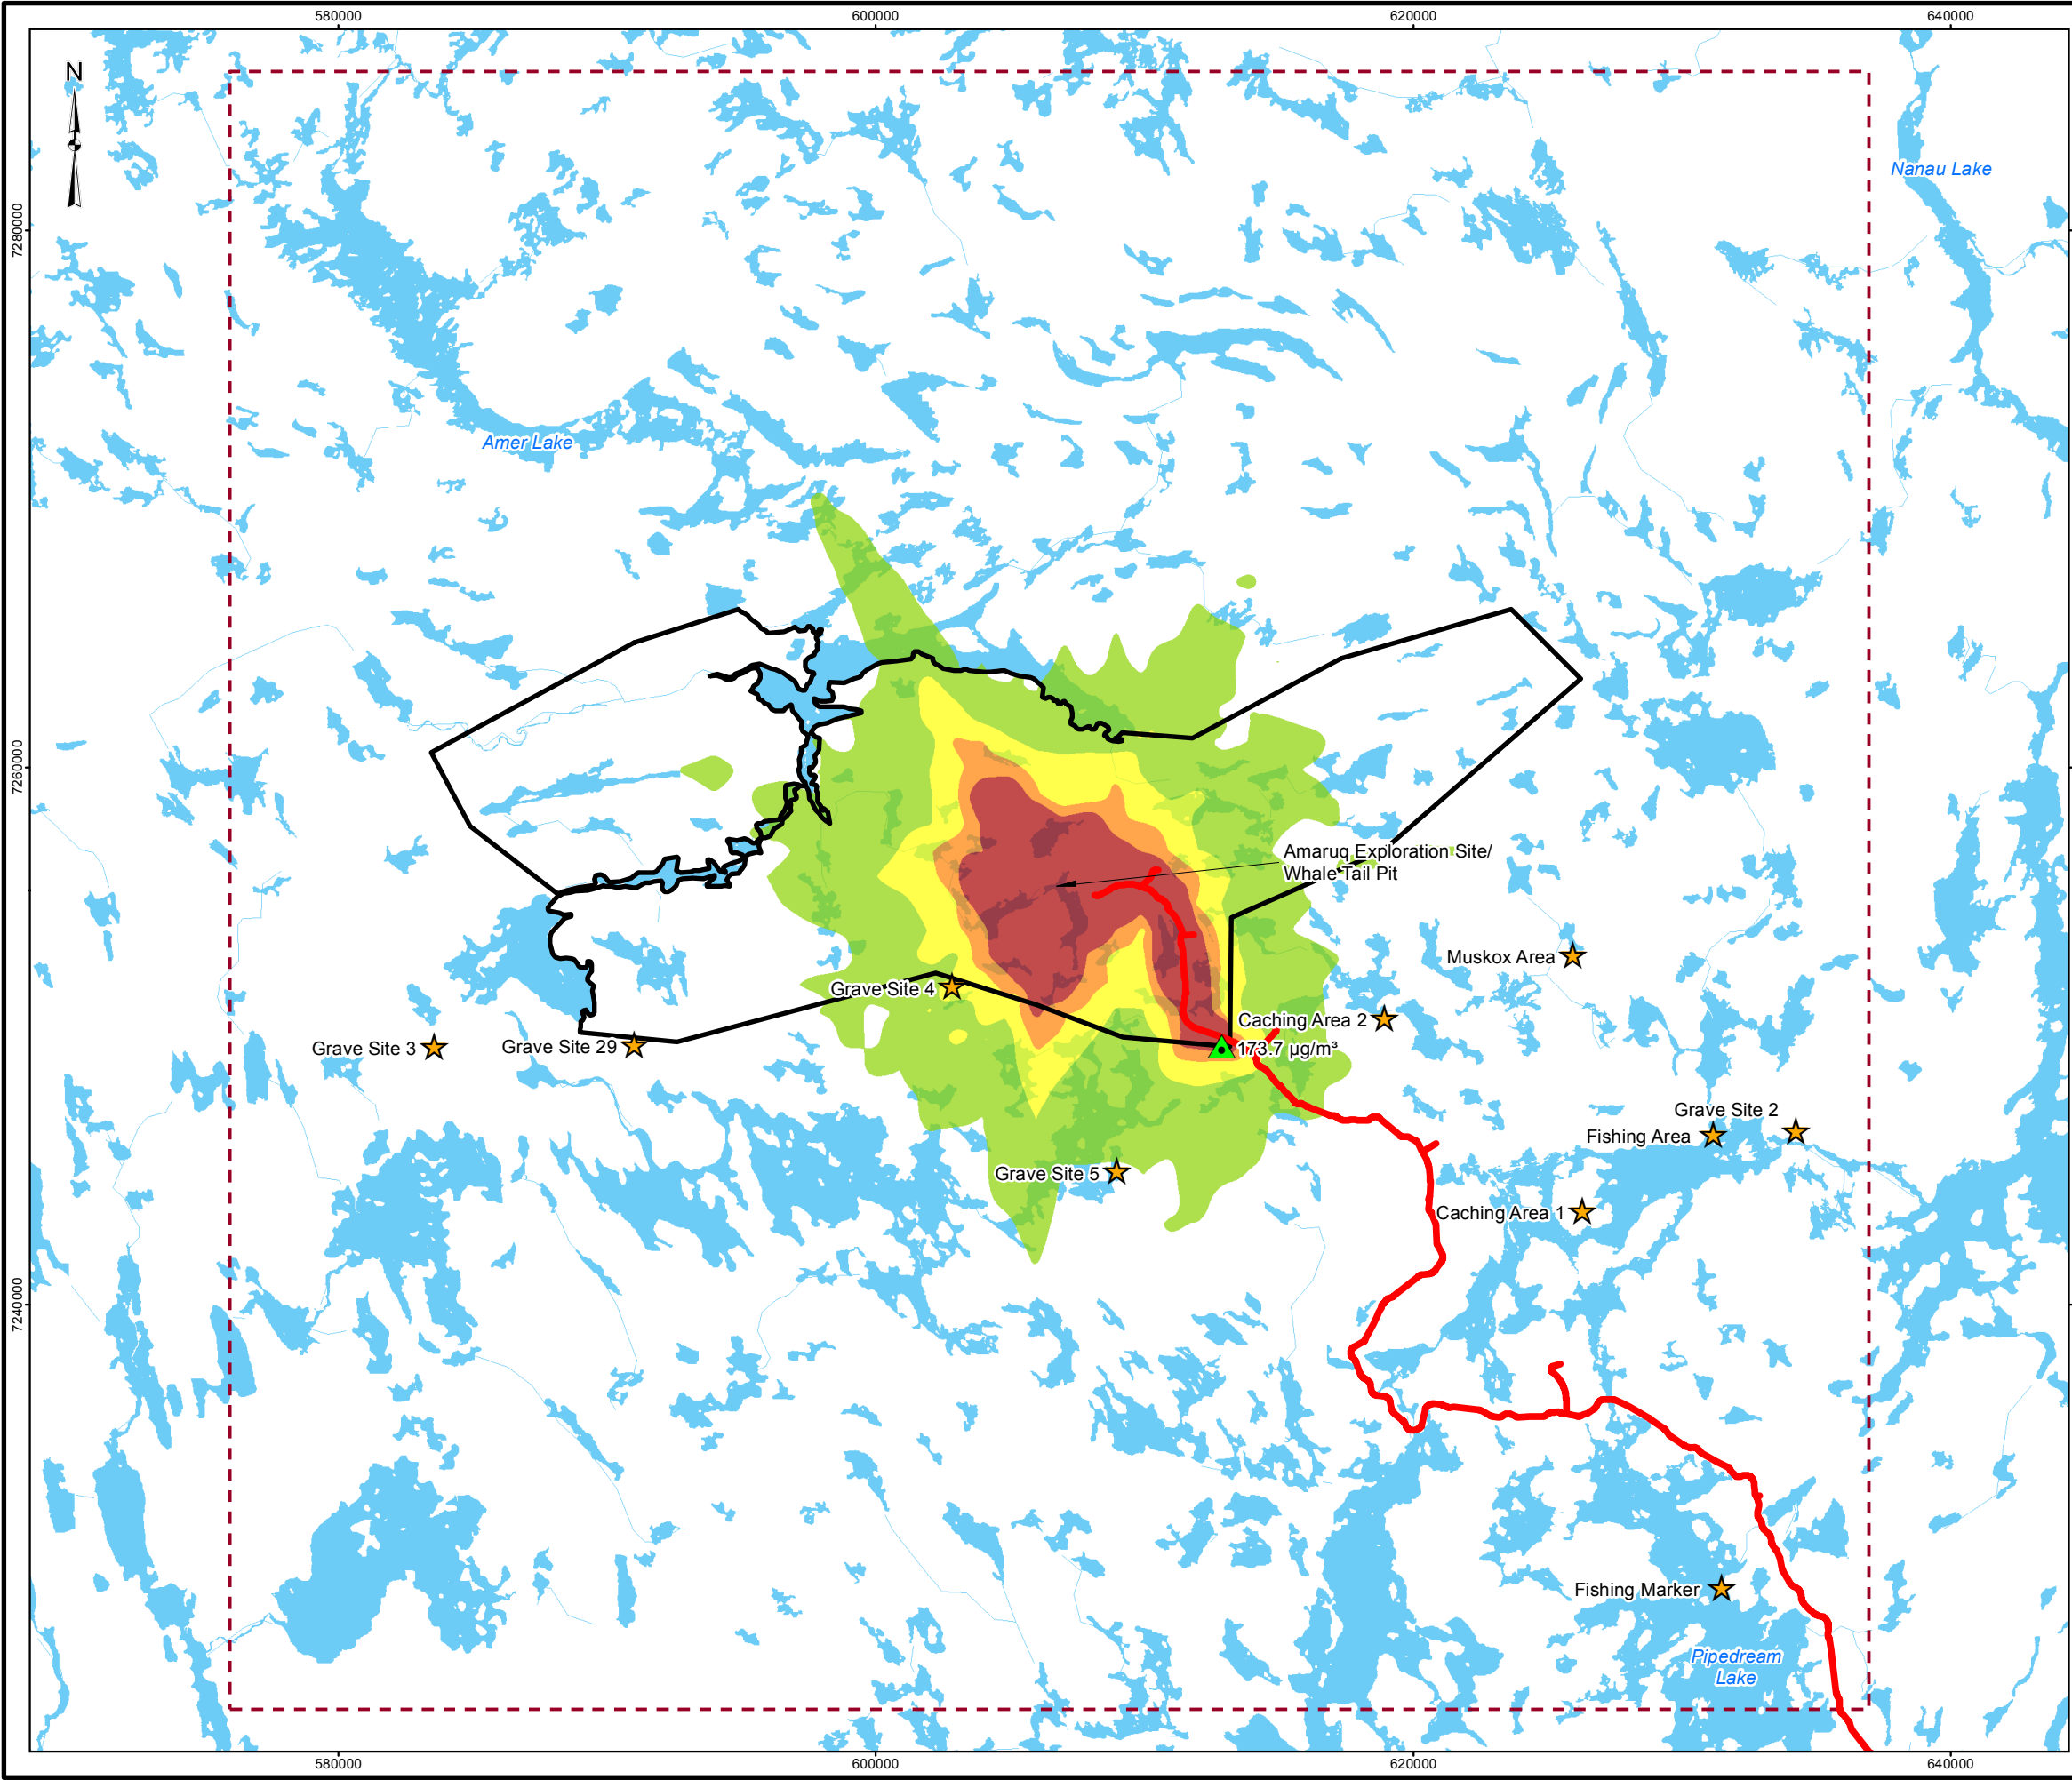 580000
600000
620000
640000
N
Nanau Lake
7280000
Amer Lake
7260000
Amaruq Exploration Site/
Whale Tail Pit
Muskox Area
Grave Site 4
Caching Area 2
Grave Site 3
Grave Site 29
173.7 µg/m³
Grave Site 2
Fishing Area
Grave Site 5
Caching Area 1
7240000
Fishing Marker
Pipedream
Lake
580000
600000
620000
640000